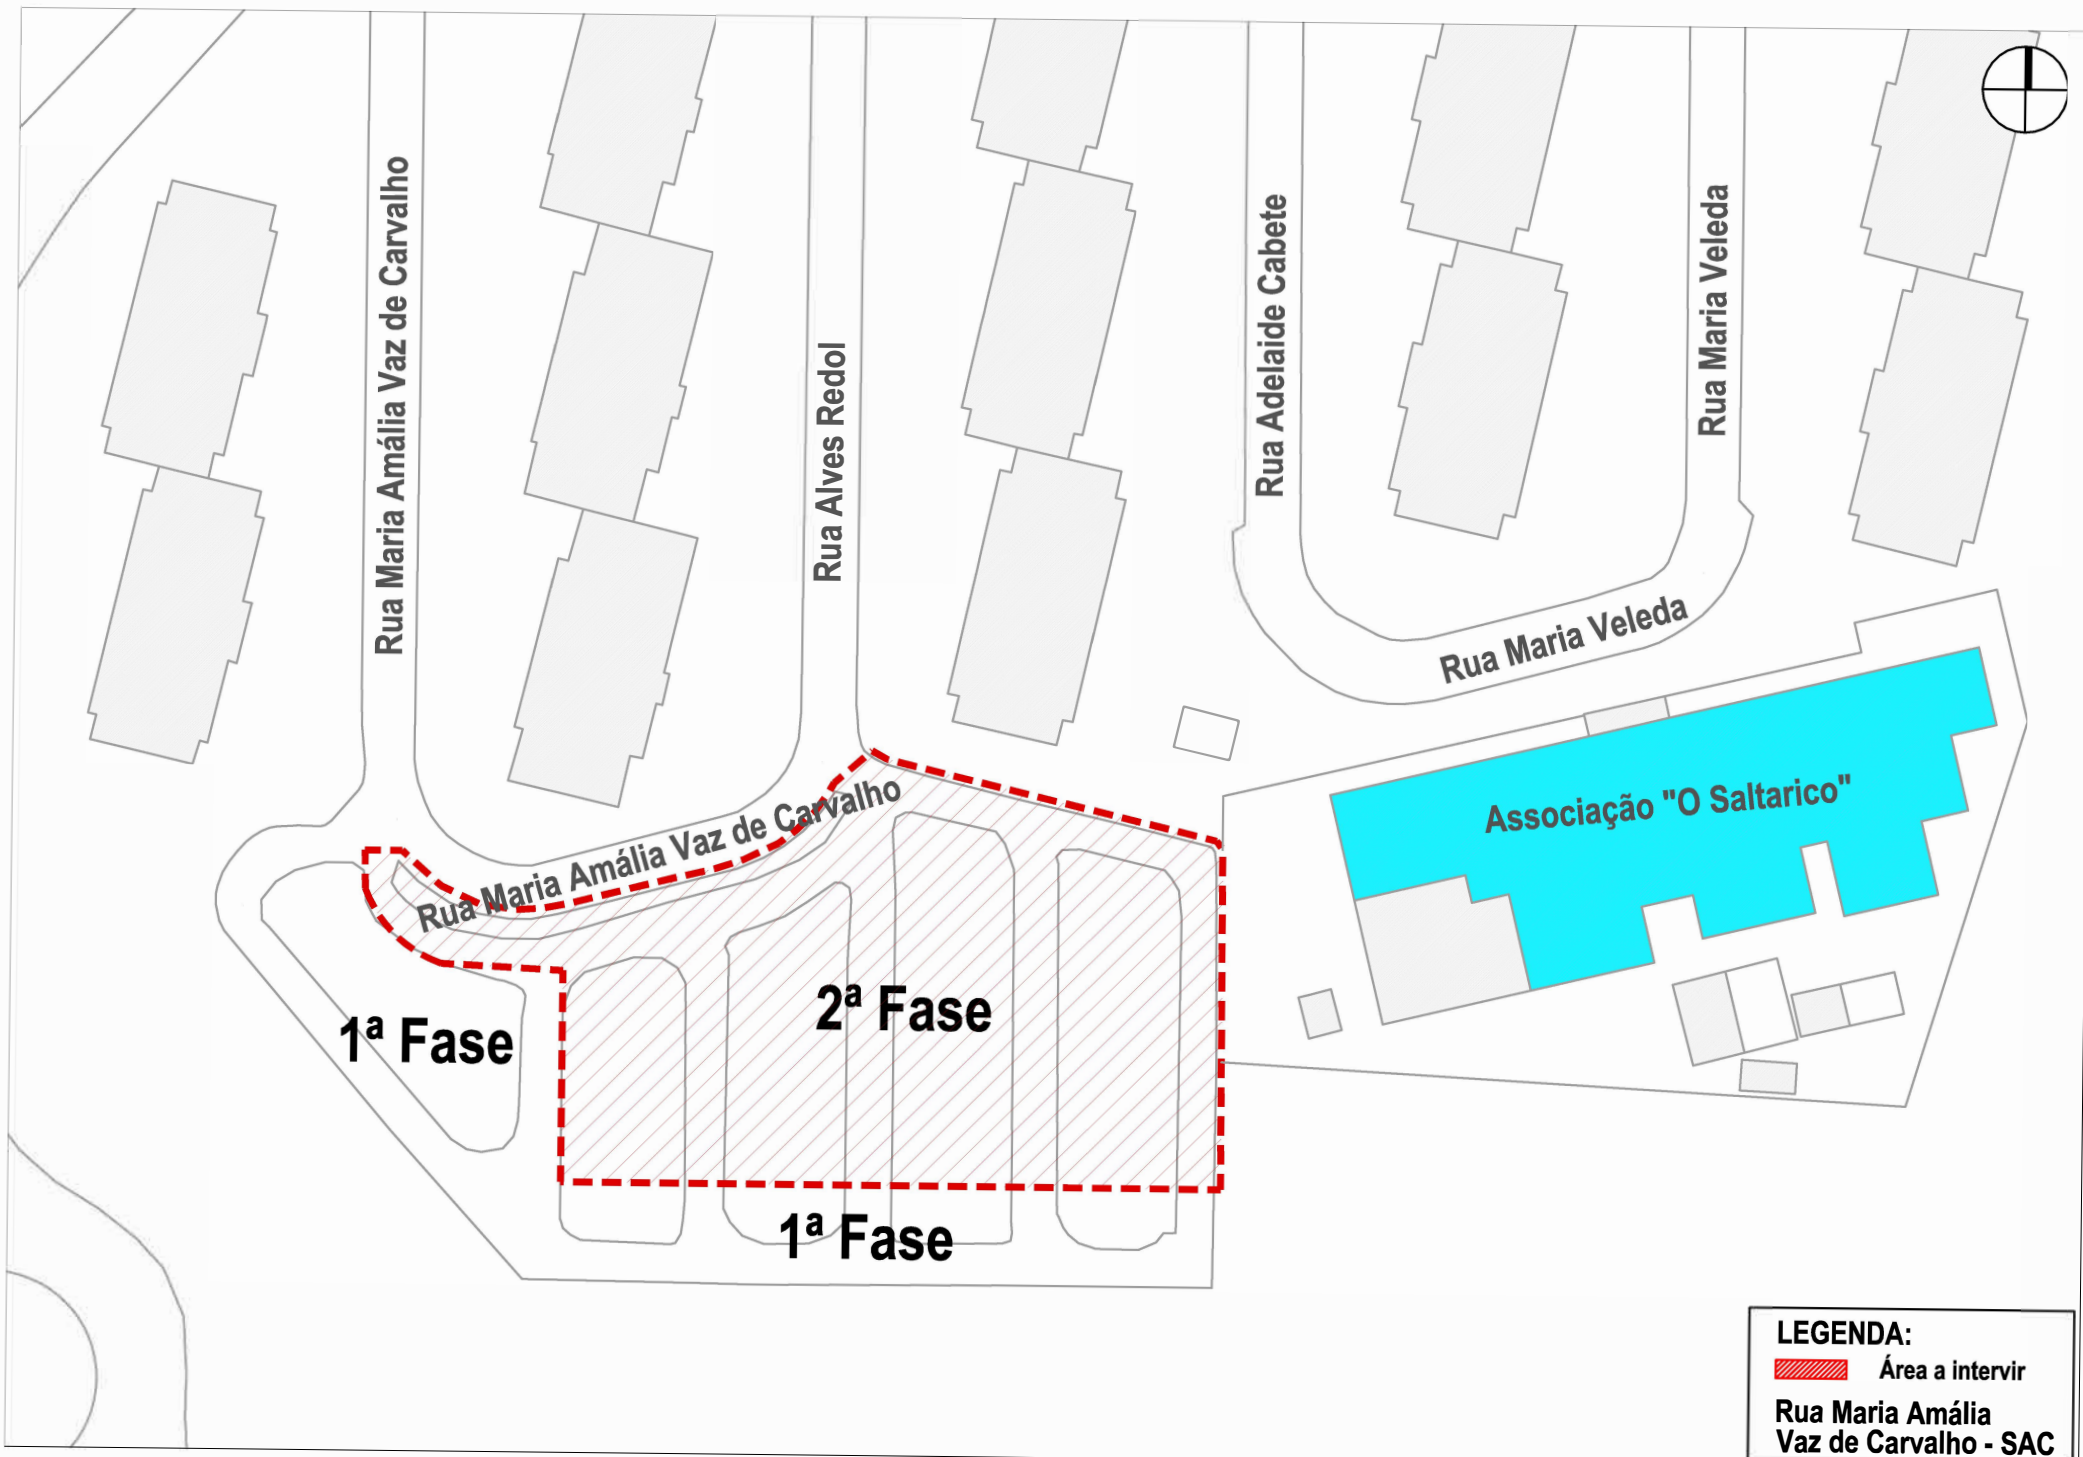 Rua Maria Amália Vaz de Carvalho
Rua Alves Redol
Rua Adelaide Cabete
Rua Maria Veleda
Rua Maria Veleda
Rua Maria Amália Vaz de Carvalho
Associação "O Saltarico"
1ª Fase
2ª Fase
1ª Fase
LEGENDA:
Área a intervir
Rua Maria Amália
Vaz de Carvalho - SAC